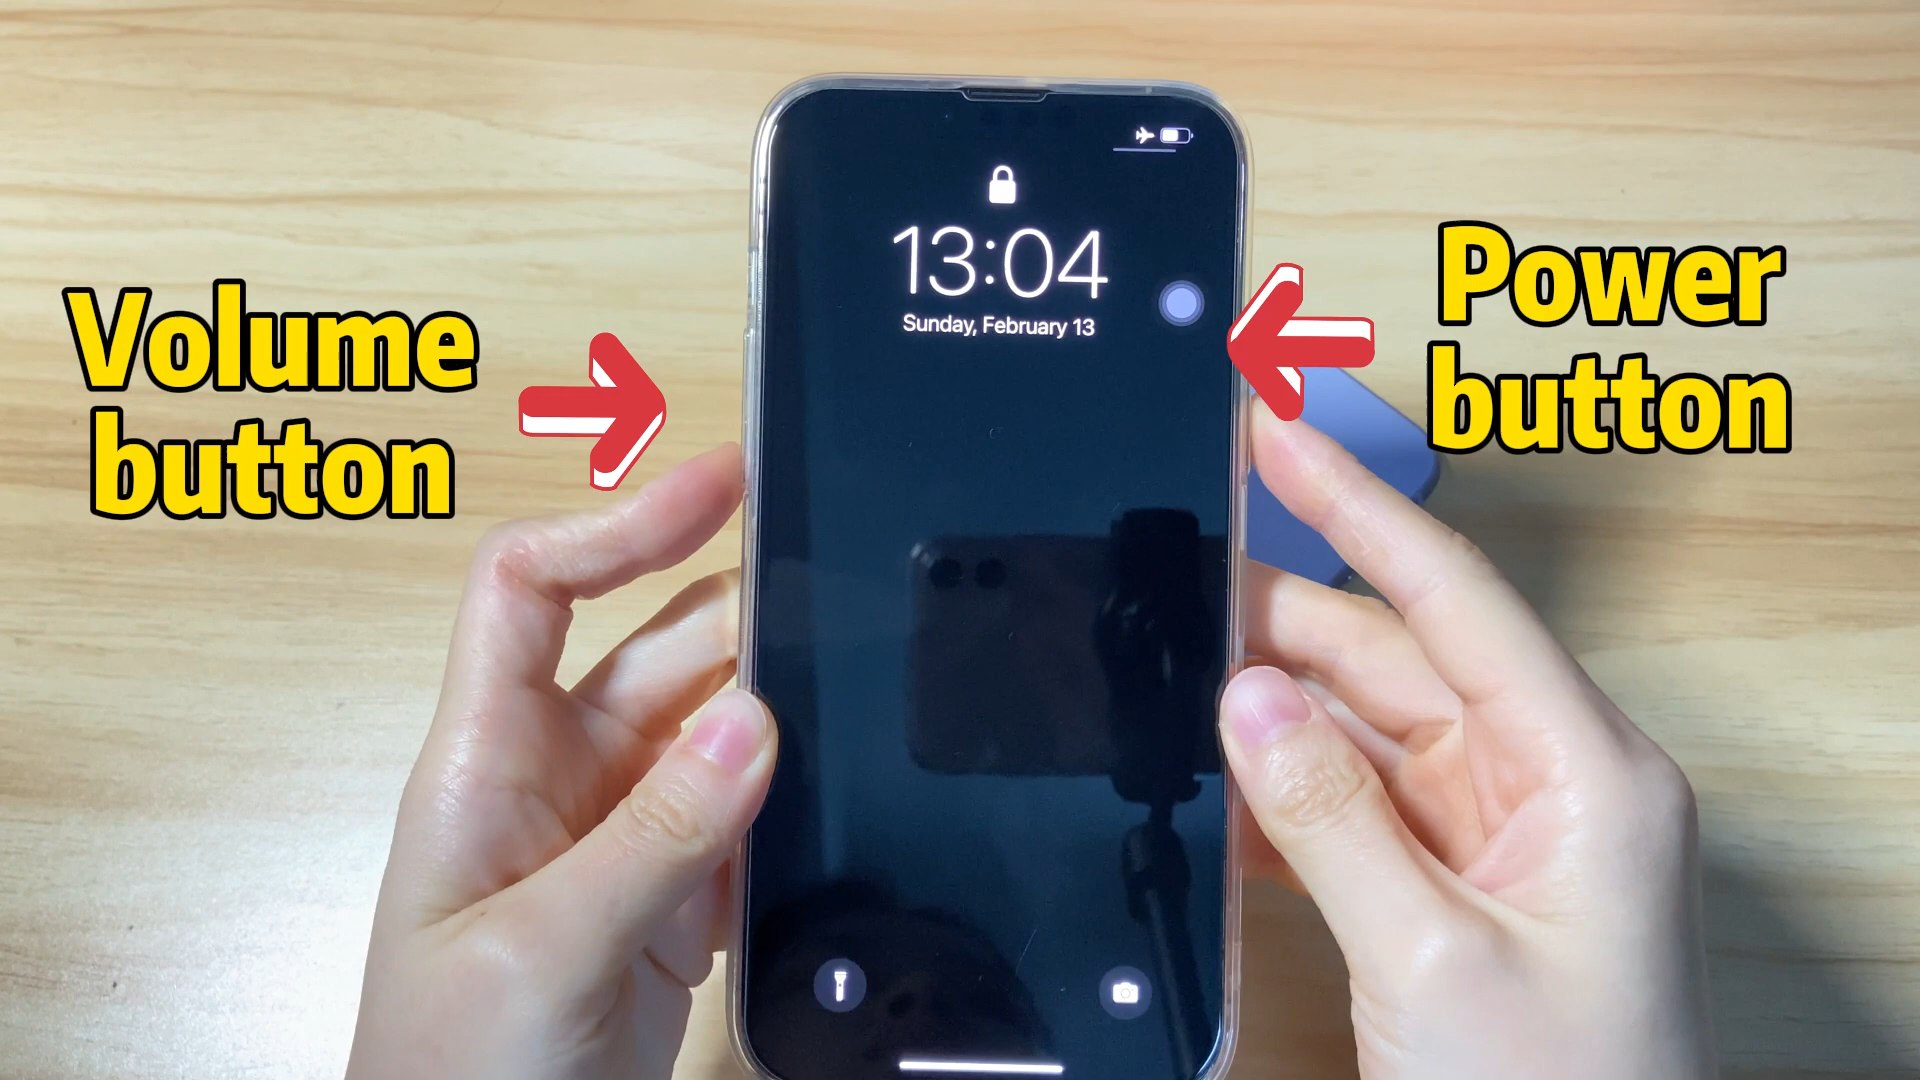 13:04
Sunday, February 13
Volume
button
Power
button